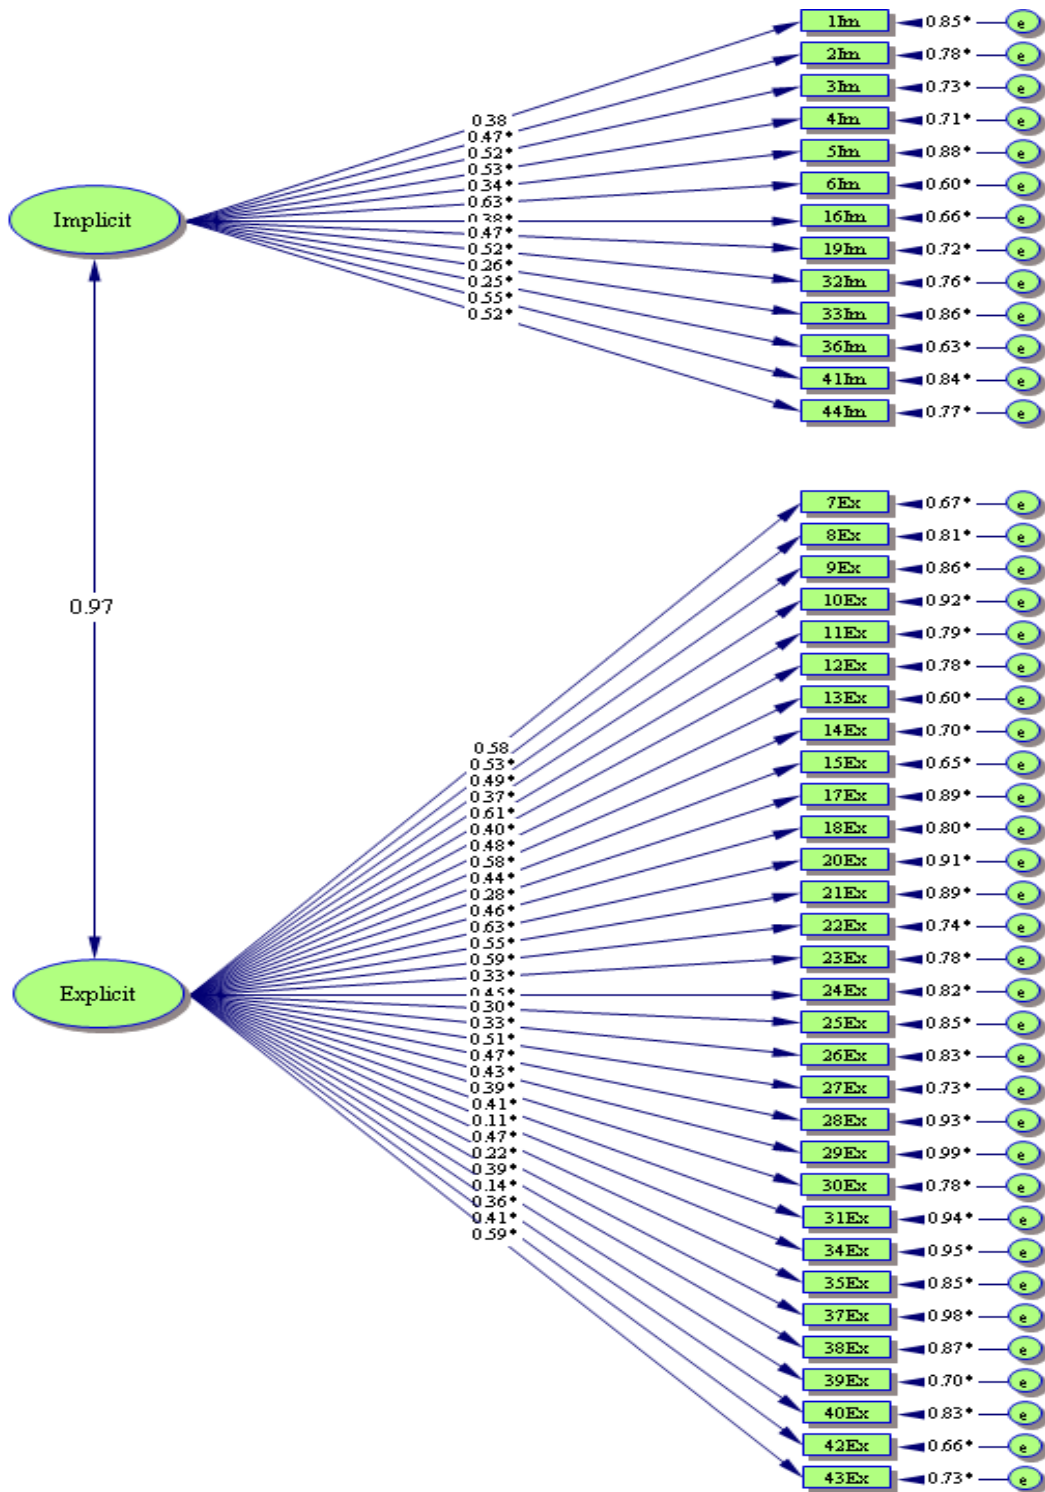 1Im 0.85* e
2Im 0.78* e
3Im 0.73* e
0.38 4Im 0.71* e
0.47*
0.52* 5Im 0.88* e
0.53*
0.34* 6Im 0.60* e
0.63*
Implicit 0.38* 16Im 0.66* e
0.47* 19Im 0.72* e
0.52*
0.26* 32Im 0.76* e
0.25*
0.55* 33Im 0.86* e
0.52*
36Im 0.63* e
41Im 0.84* e
44Im 0.77* e
7Ex 0.67* e
8Ex 0.81* e
9Ex 0.86* e
0.97 10Ex 0.92* e
11Ex 0.79* e
12Ex 0.78* e
13Ex 0.60* e
14Ex 0.70* e
0.58
0.53* 15Ex 0.65* e
0.49*
0.37* 17Ex 0.89* e
0.61*
0.40* 18Ex 0.80* e
0.48*
0.58* 20Ex 0.91* e
0.44*
0.28* 21Ex 0.89* e
0.46*
0.63* 22Ex 0.74* e
0.55*
0.59* 23Ex 0.78* e
0.33*
Explicit 0.45* 24Ex 0.82* e
0.30*
0.33* 25Ex 0.85* e
0.51*
0.47* 26Ex 0.83* e
0.43*
0.39* 27Ex 0.73* e
0.41*
0.11* 28Ex 0.93* e
0.47*
0.22* 29Ex 0.99* e
0.39*
0.14* 30Ex 0.78* e
0.36*
0.41* 31Ex 0.94* e
0.59*
34Ex 0.95* e
35Ex 0.85* e
37Ex 0.98* e
38Ex 0.87* e
39Ex 0.70* e
40Ex 0.83* e
42Ex 0.66* e
43Ex 0.73* e